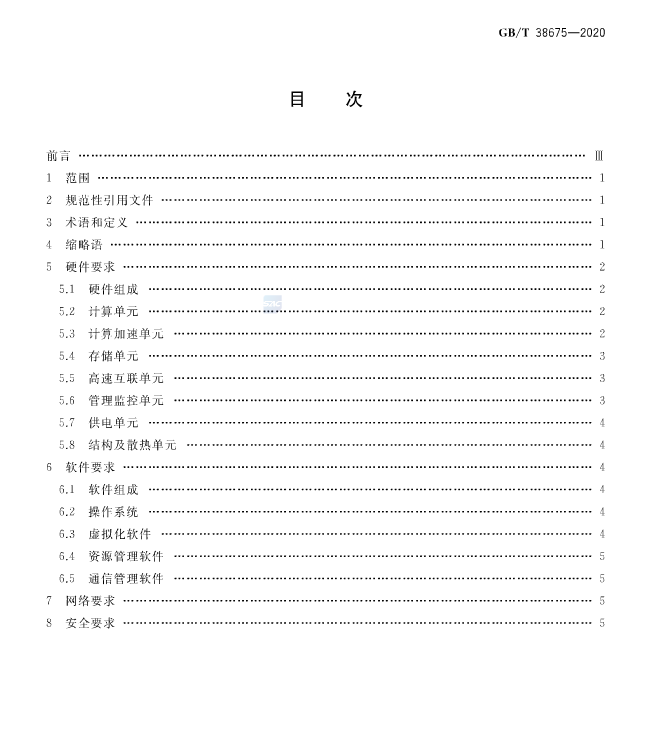 GB/T 38675—2020
目 次
前言 …… Ⅲ
1 范围 …… 1
2 规范性引用文件 …… 1
3 术语和定义 …… 1
4 缩略语 …… 1
5 硬件要求 …… 2
5.1 硬件组成 …… 2
5.2 计算单元 …… 2
5.3 计算加速单元 …… 2
5.4 存储单元 …… 3
5.5 高速互联单元 …… 3
5.6 管理监控单元 …… 3
5.7 供电单元 …… 4
5.8 结构及散热单元 …… 4
6 软件要求 …… 4
6.1 软件组成 …… 4
6.2 操作系统 …… 4
6.3 虚拟化软件 …… 4
6.4 资源管理软件 …… 5
6.5 通信管理软件 …… 5
7 网络要求 …… 5
8 安全要求 …… 5